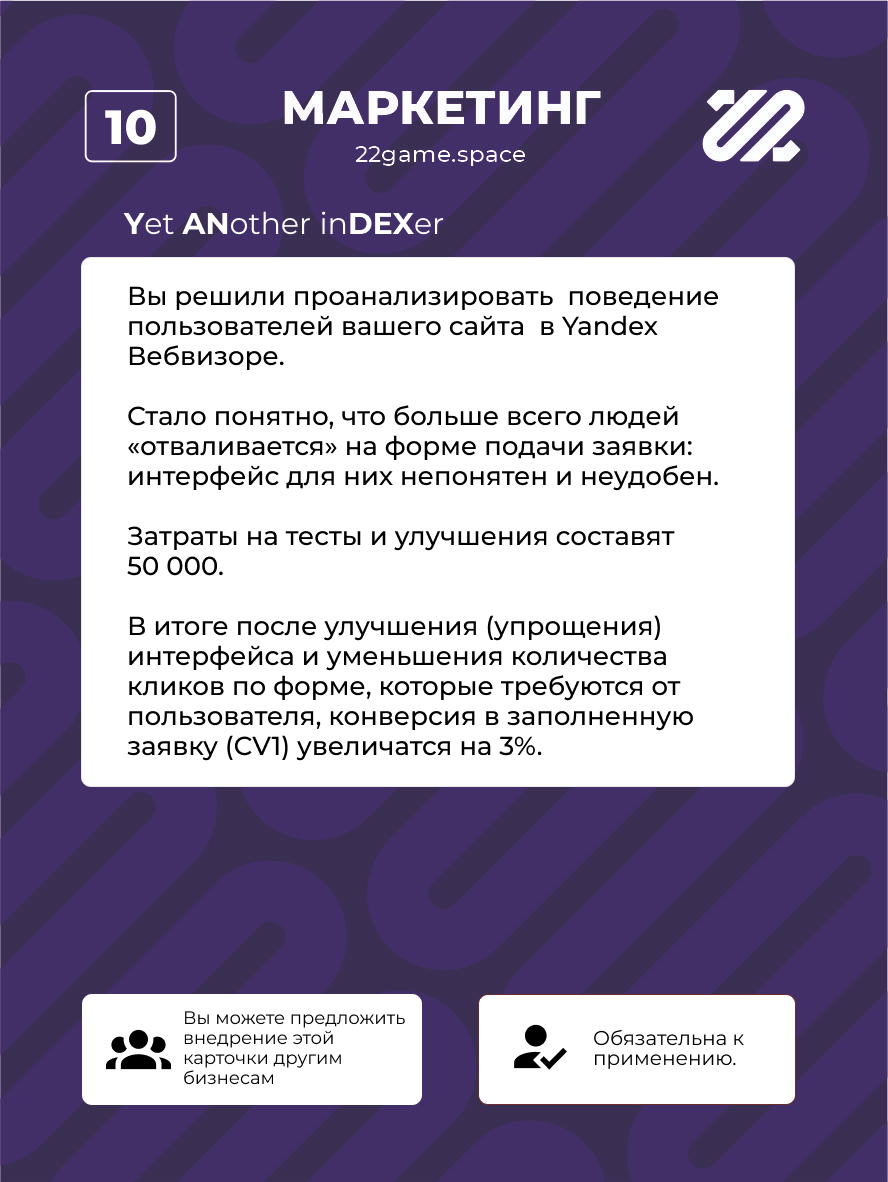 10
МАРКЕТИНГ
22game.space
Yet ANother inDEXer
Вы решили проанализировать  поведение
пользователей вашего сайта  в Yandex
Вебвизоре.
Стало понятно, что больше всего людей
«отваливается» на форме подачи заявки:
интерфейс для них непонятен и неудобен.
Затраты на тесты и улучшения составят
50 000.
В итоге после улучшения (упрощения)
интерфейса и уменьшения количества
кликов по форме, которые требуются от
пользователя, конверсия в заполненную
заявку (CV1) увеличатся на 3%.
Вы можете предложить
внедрение этой
карточки другим
бизнесам
Обязательна к
применению.